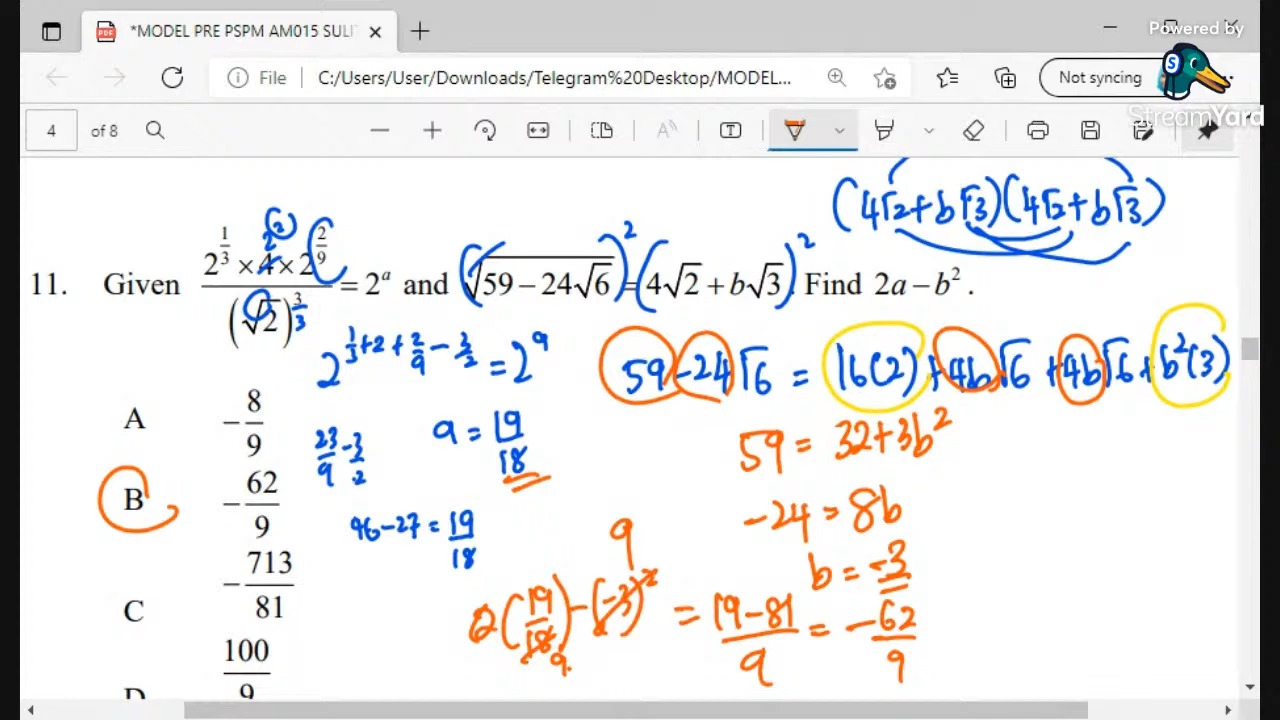 *MODEL PRE PSPM AM015 SULI
Powered by
File
C:/Users/User/Downloads/Telegram%20Desktop/MODEL...
Not syncing
S
StreamYard
4 of 8
(4√2+b√3)(4√2+b√3)
11. Given (2^(1/3) × 4 × 2^(2/9)) / (√2)^(3/3) = 2^a and (√(59 − 24√6))^2 = (4√2 + b√3)^2. Find 2a − b².
2^(2)
2^(1/3+2+2/9−3/2) = 2^9
59 − 24√6 = 16(2) + 4b√6 + 4b√6 + b²(3)
A −8/9
23/9 − 3/2
a = 19/18
59 = 32+3b²
B −62/9
46−27 = 19/18
−24 = 8b
b = −3
C −713/81
2(19/18) − (−3)² = (19−81)/9 = −62/9
9
9
D 100/9